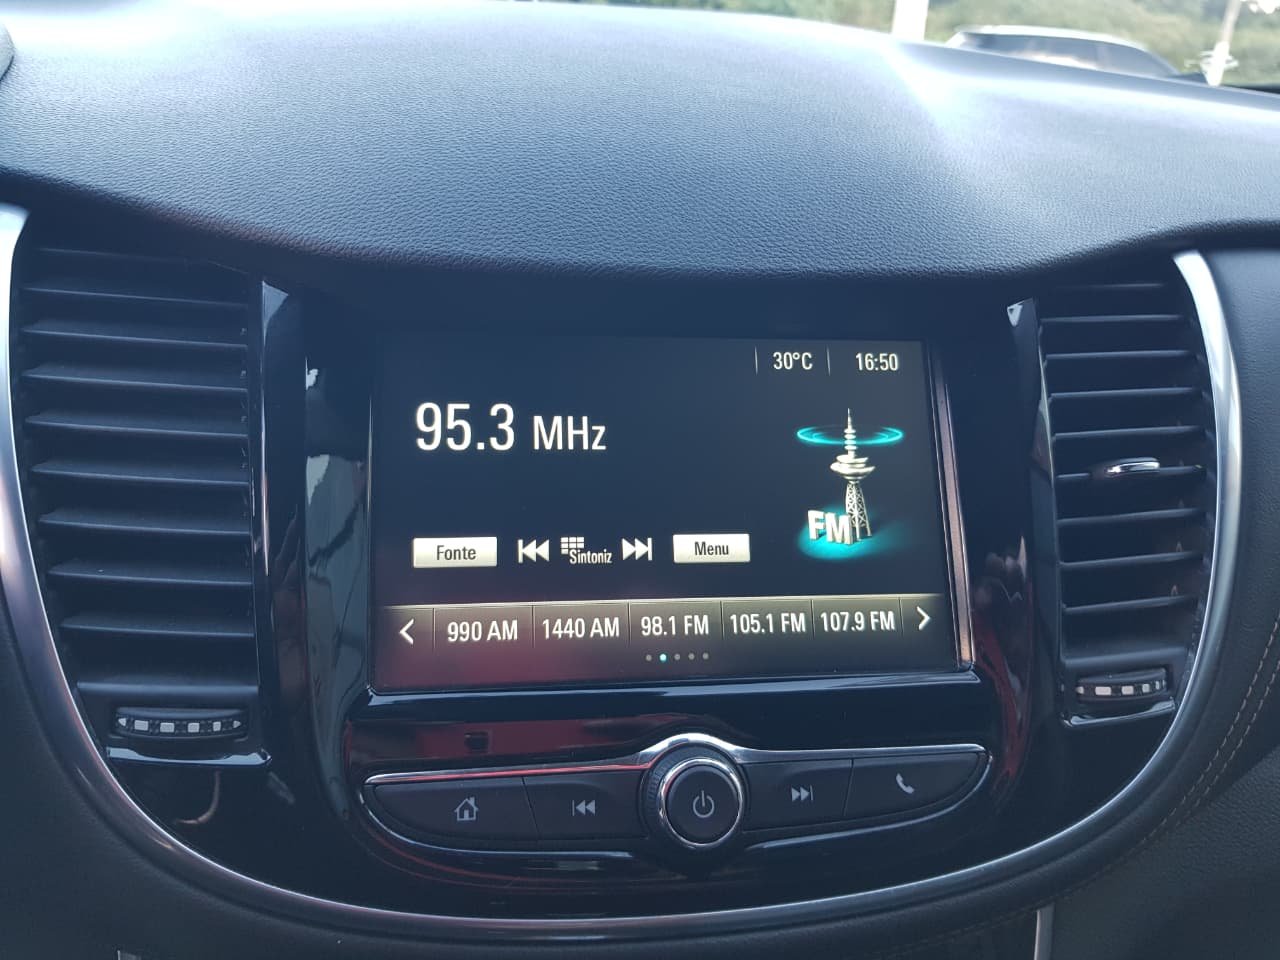 30°C 16:50
95.3 MHz
FM
Fonte Sintoniz Menu
990 AM 1440 AM 98.1 FM 105.1 FM 107.9 FM